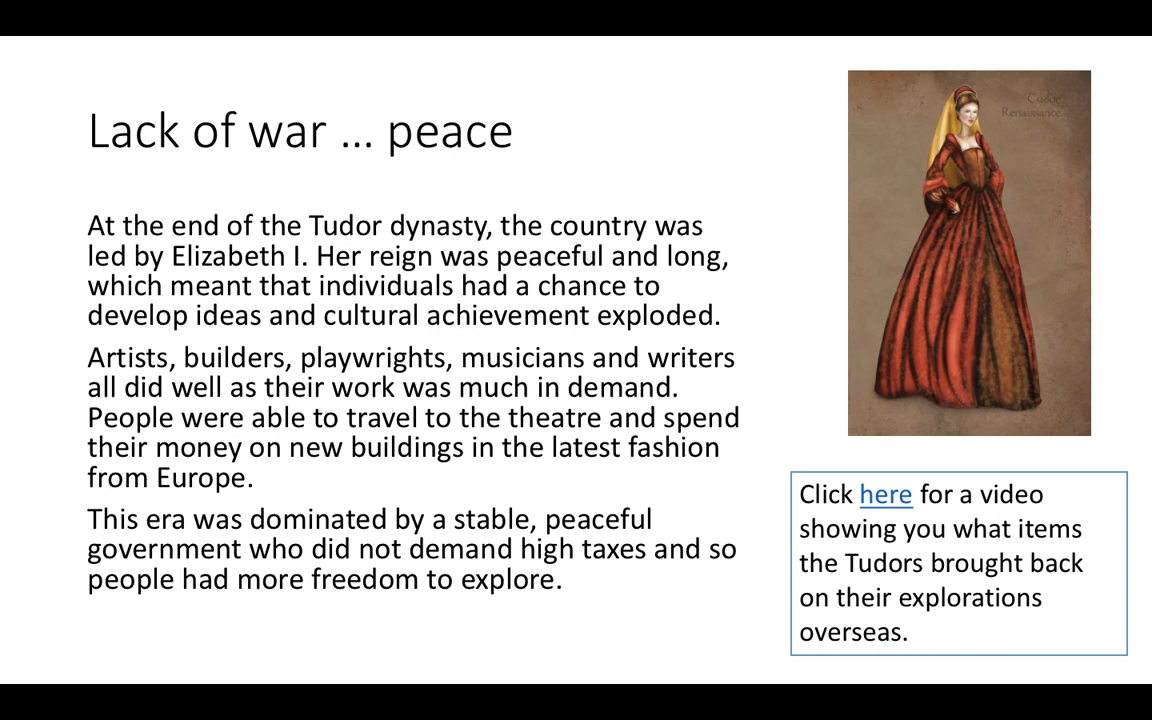 Lack of war … peace
At the end of the Tudor dynasty, the country was
led by Elizabeth I. Her reign was peaceful and long,
which meant that individuals had a chance to
develop ideas and cultural achievement exploded.
Artists, builders, playwrights, musicians and writers
all did well as their work was much in demand.
People were able to travel to the theatre and spend
their money on new buildings in the latest fashion
from Europe.
This era was dominated by a stable, peaceful
government who did not demand high taxes and so
people had more freedom to explore.
Tudor
Renaissance
Click here for a video
showing you what items
the Tudors brought back
on their explorations
overseas.